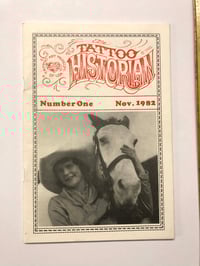 TATTOO
HISTORIAN
Number One Nov. 1982